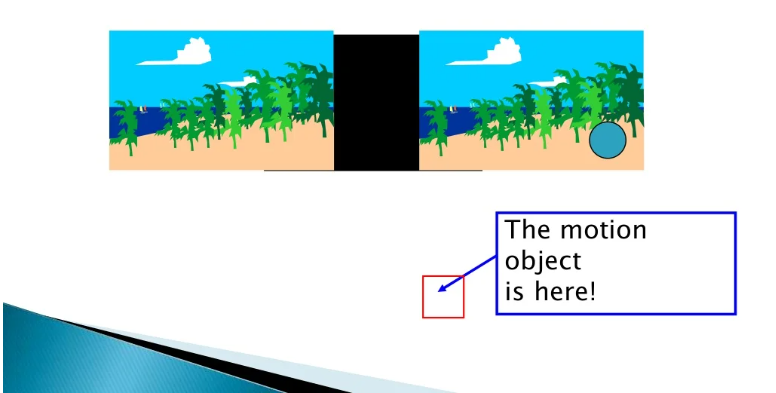 The motion
object
is here!